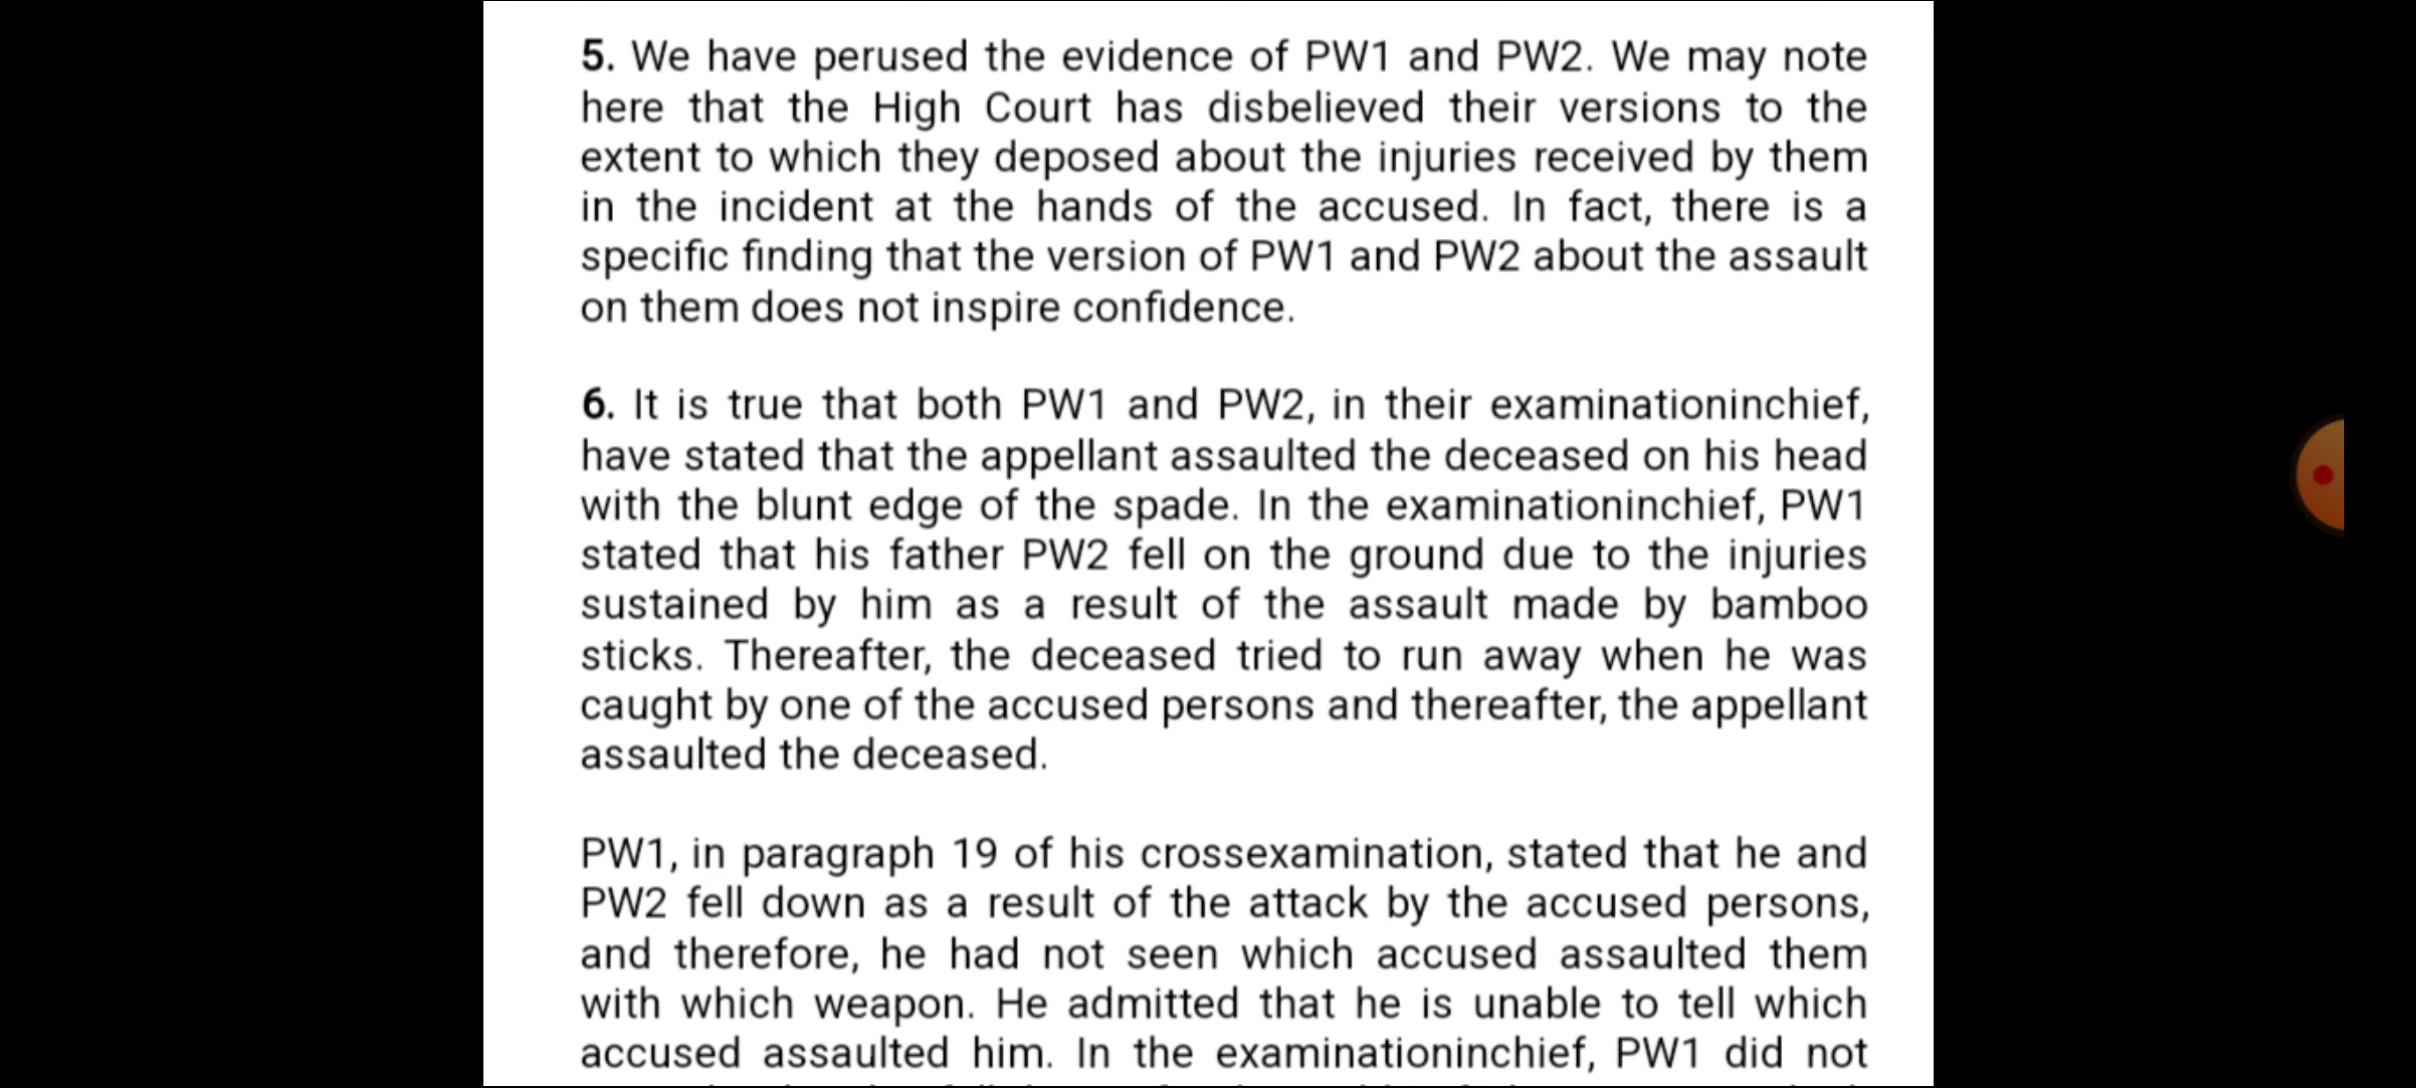 5. We have perused the evidence of PW1 and PW2. We may note
here that the High Court has disbelieved their versions to the
extent to which they deposed about the injuries received by them
in the incident at the hands of the accused. In fact, there is a
specific finding that the version of PW1 and PW2 about the assault
on them does not inspire confidence.
6. It is true that both PW1 and PW2, in their examinationinchief,
have stated that the appellant assaulted the deceased on his head
with the blunt edge of the spade. In the examinationinchief, PW1
stated that his father PW2 fell on the ground due to the injuries
sustained by him as a result of the assault made by bamboo
sticks. Thereafter, the deceased tried to run away when he was
caught by one of the accused persons and thereafter, the appellant
assaulted the deceased.
PW1, in paragraph 19 of his crossexamination, stated that he and
PW2 fell down as a result of the attack by the accused persons,
and therefore, he had not seen which accused assaulted them
with which weapon. He admitted that he is unable to tell which
accused assaulted him. In the examinationinchief, PW1 did not